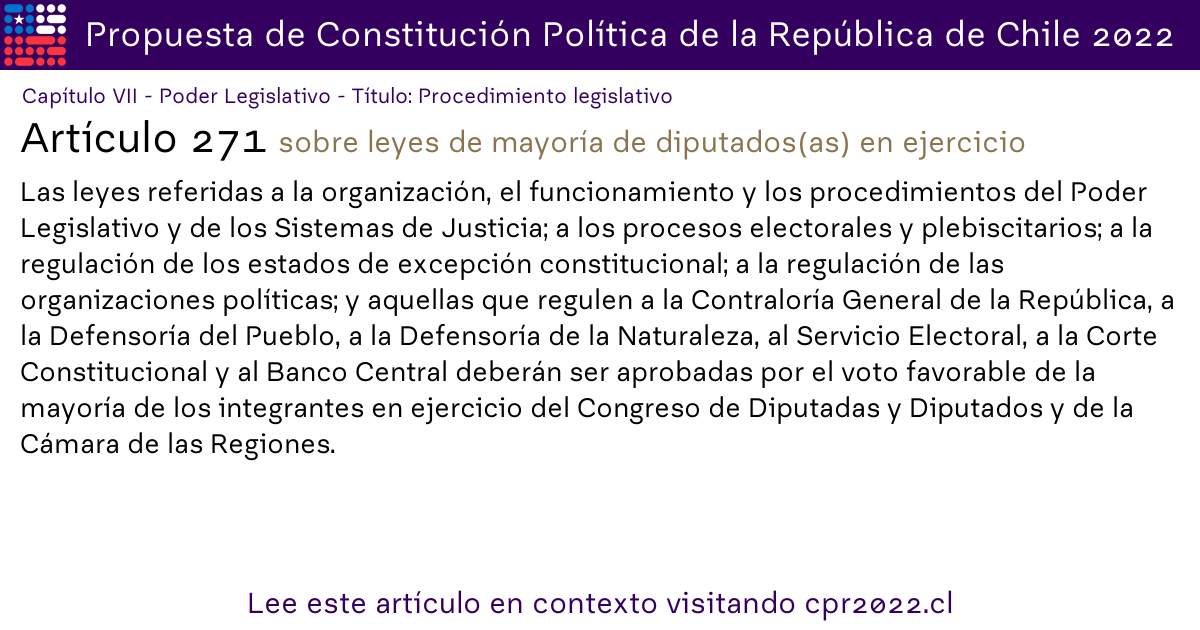 Propuesta de Constitución Política de la República de Chile 2022
Capítulo VII - Poder Legislativo - Título: Procedimiento legislativo
Artículo 271 sobre leyes de mayoría de diputados(as) en ejercicio
Las leyes referidas a la organización, el funcionamiento y los procedimientos del Poder
Legislativo y de los Sistemas de Justicia; a los procesos electorales y plebiscitarios; a la
regulación de los estados de excepción constitucional; a la regulación de las
organizaciones políticas; y aquellas que regulen a la Contraloría General de la República, a
la Defensoría del Pueblo, a la Defensoría de la Naturaleza, al Servicio Electoral, a la Corte
Constitucional y al Banco Central deberán ser aprobadas por el voto favorable de la
mayoría de los integrantes en ejercicio del Congreso de Diputadas y Diputados y de la
Cámara de las Regiones.
Lee este artículo en contexto visitando cpr2022.cl